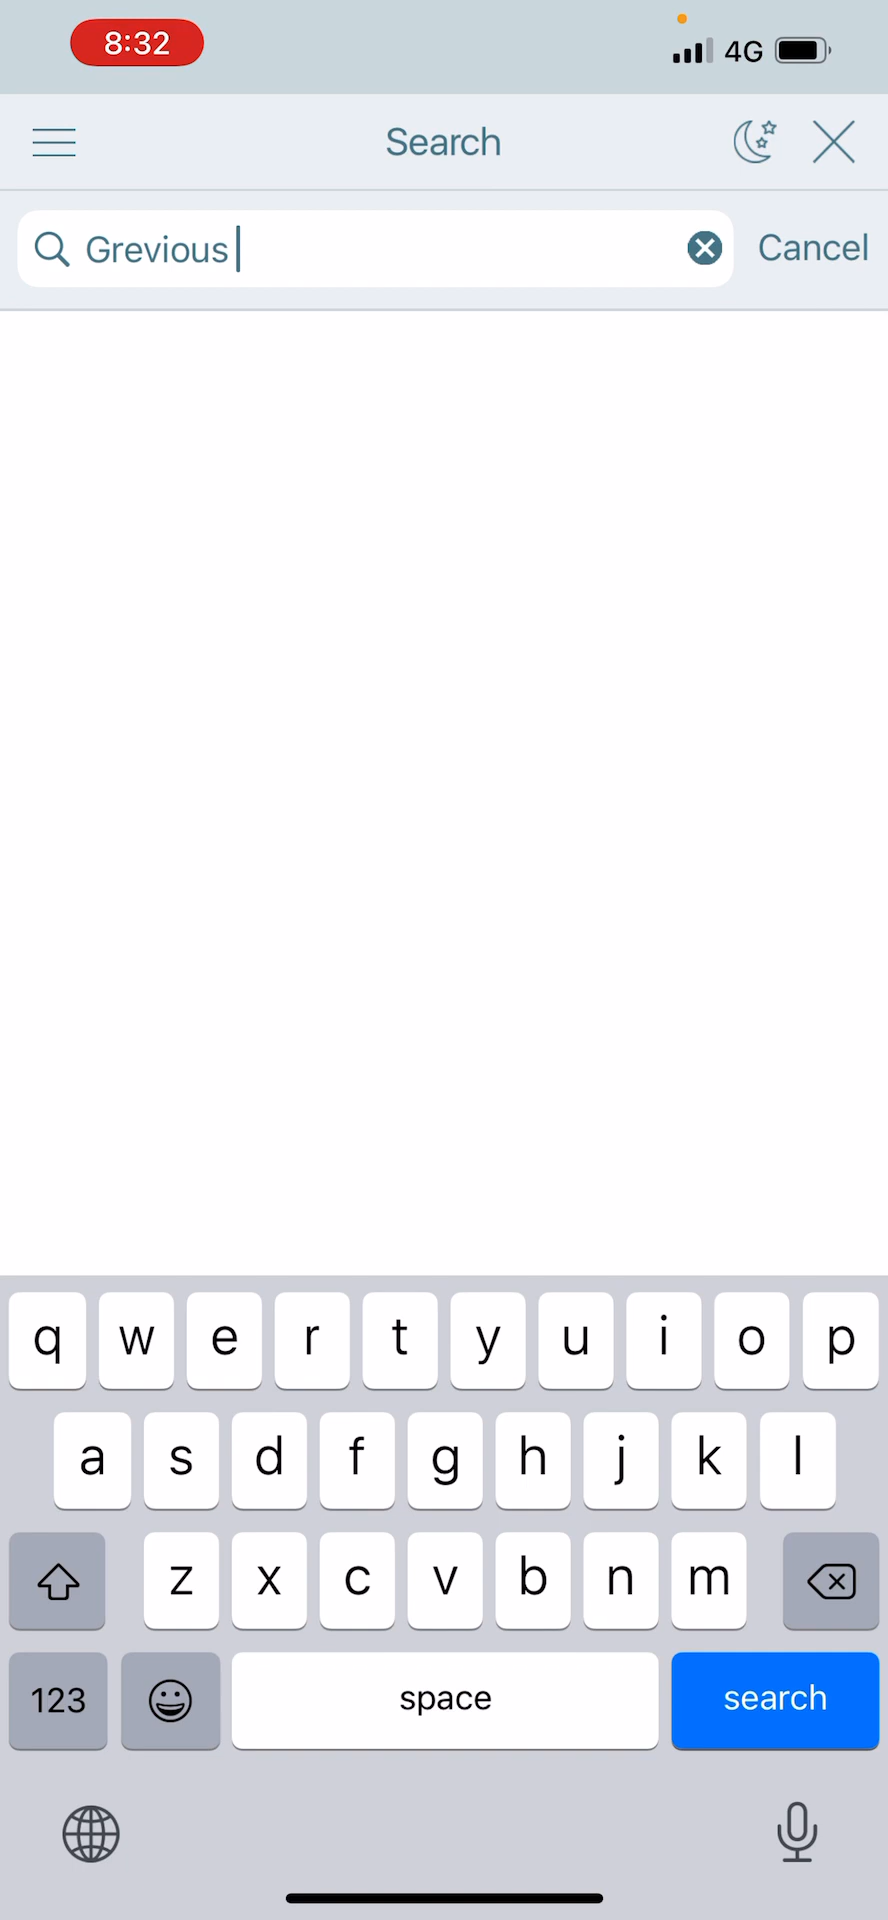 8:32 4G
Search
Grevious Cancel
q w e r t y u i o p
a s d f g h j k l
z x c v b n m
123 space search